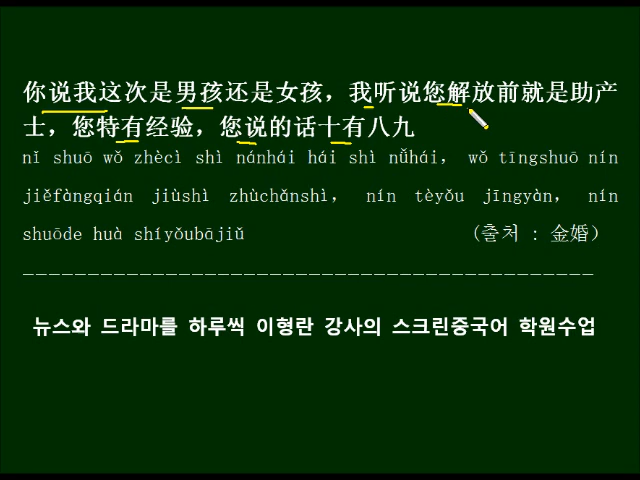 你说我这次是男孩还是女孩，我听说您解放前就是助产
士，您特有经验，您说的话十有八九
nǐ shuō wǒ zhècì shì nánhái hái shì nǚhái， wǒ tīngshuō nín
jiěfàngqián jiùshì zhùchǎnshì， nín tèyǒu jīngyàn， nín
shuōde huà shíyǒubājiǔ （출처 : 金婚）
--------------------------------------------
뉴스와 드라마를 하루씩 이형란 강사의 스크린중국어 학원수업